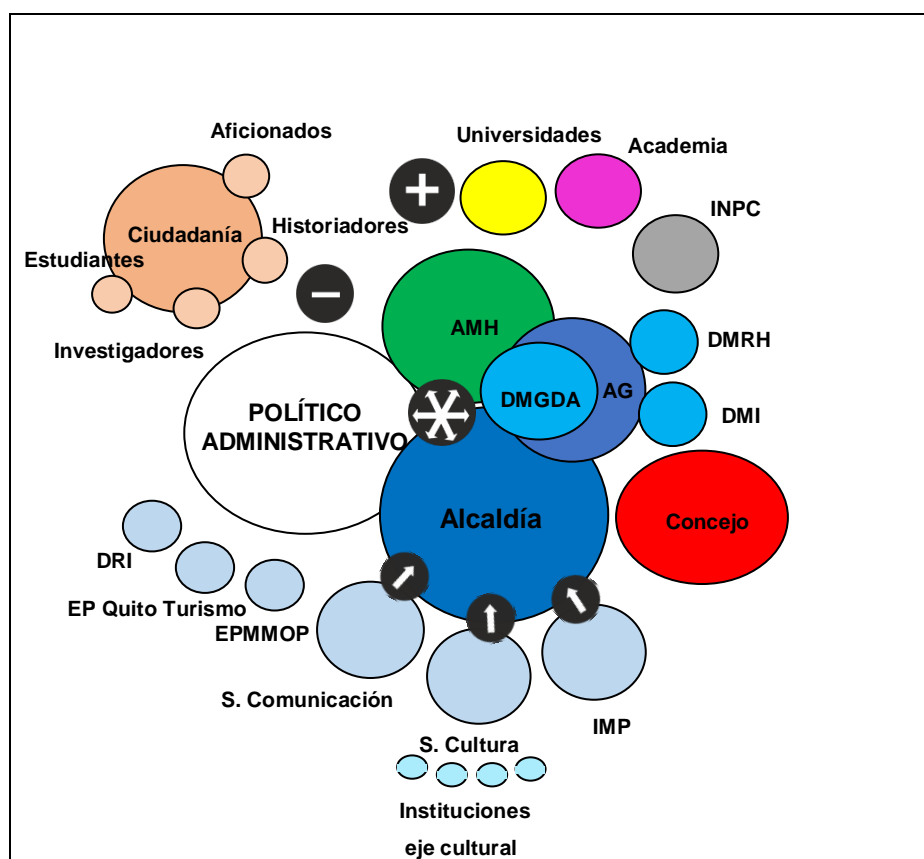 Aficionados
Universidades
Academia
INPC
Historiadores
Ciudadanía
Estudiantes
Investigadores
AMH
DMRH
AG
DMGDA
DMI
POLÍTICO
ADMINISTRATIVO
Alcaldía
Concejo
DRI
EP Quito Turismo
EPMMOP
S. Comunicación
IMP
S. Cultura
Instituciones
eje cultural